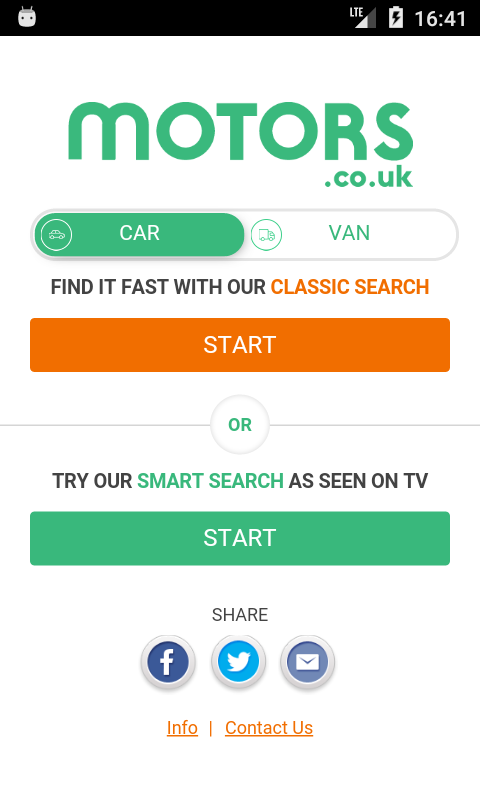 LTE 16:41
MOTORS
.co.uk
CAR VAN
FIND IT FAST WITH OUR CLASSIC SEARCH
START
OR
TRY OUR SMART SEARCH AS SEEN ON TV
START
SHARE
Info | Contact Us